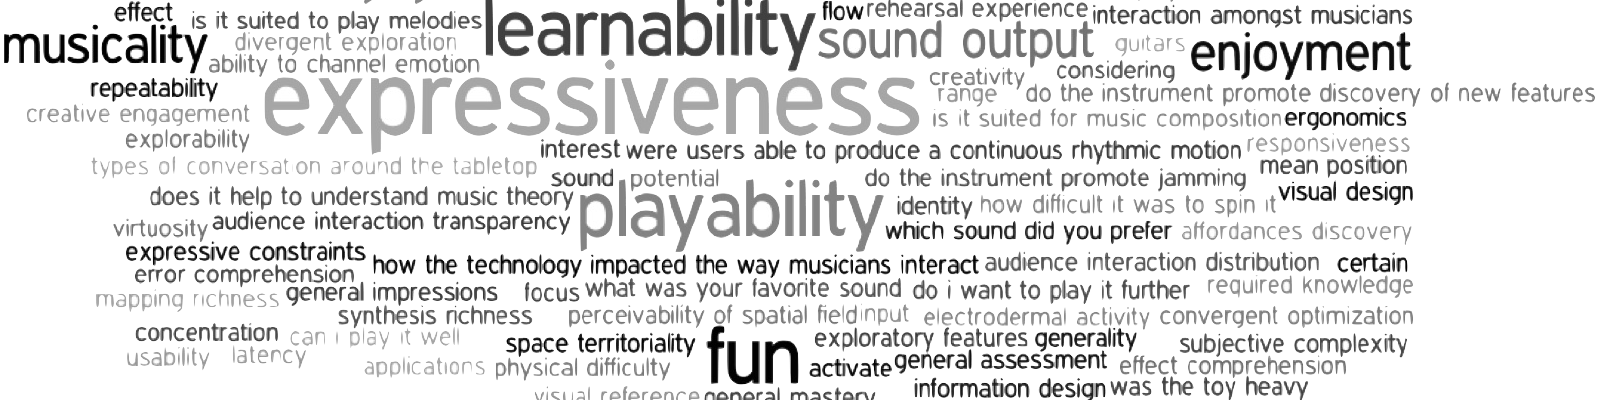 effect is it suited to play melodies learnability flow rehearsal experience interaction amongst musicians
musicality divergent exploration sound output guitars enjoyment
ability to channel emotion creativity considering
repeatability expressiveness range do the instrument promote discovery of new features
creative engagement is it suited for music composition ergonomics
explorability interest were users able to produce a continuous rhythmic motion responsiveness
types of conversation around the tabletop sound potential do the instrument promote jamming mean position
does it help to understand music theory playability identity how difficult it was to spin it visual design
virtuosity audience interaction transparency which sound did you prefer affordances discovery
expressive constraints how the technology impacted the way musicians interact audience interaction distribution certain
error comprehension
mapping richness general impressions focus what was your favorite sound do i want to play it further required knowledge
synthesis richness perceivability of spatial field input electrodermal activity convergent optimization
concentration can i play it well space territoriality fun exploratory features generality subjective complexity
usability latency applications physical difficulty activate general assessment effect comprehension
visual reference general mastery information design was the toy heavy